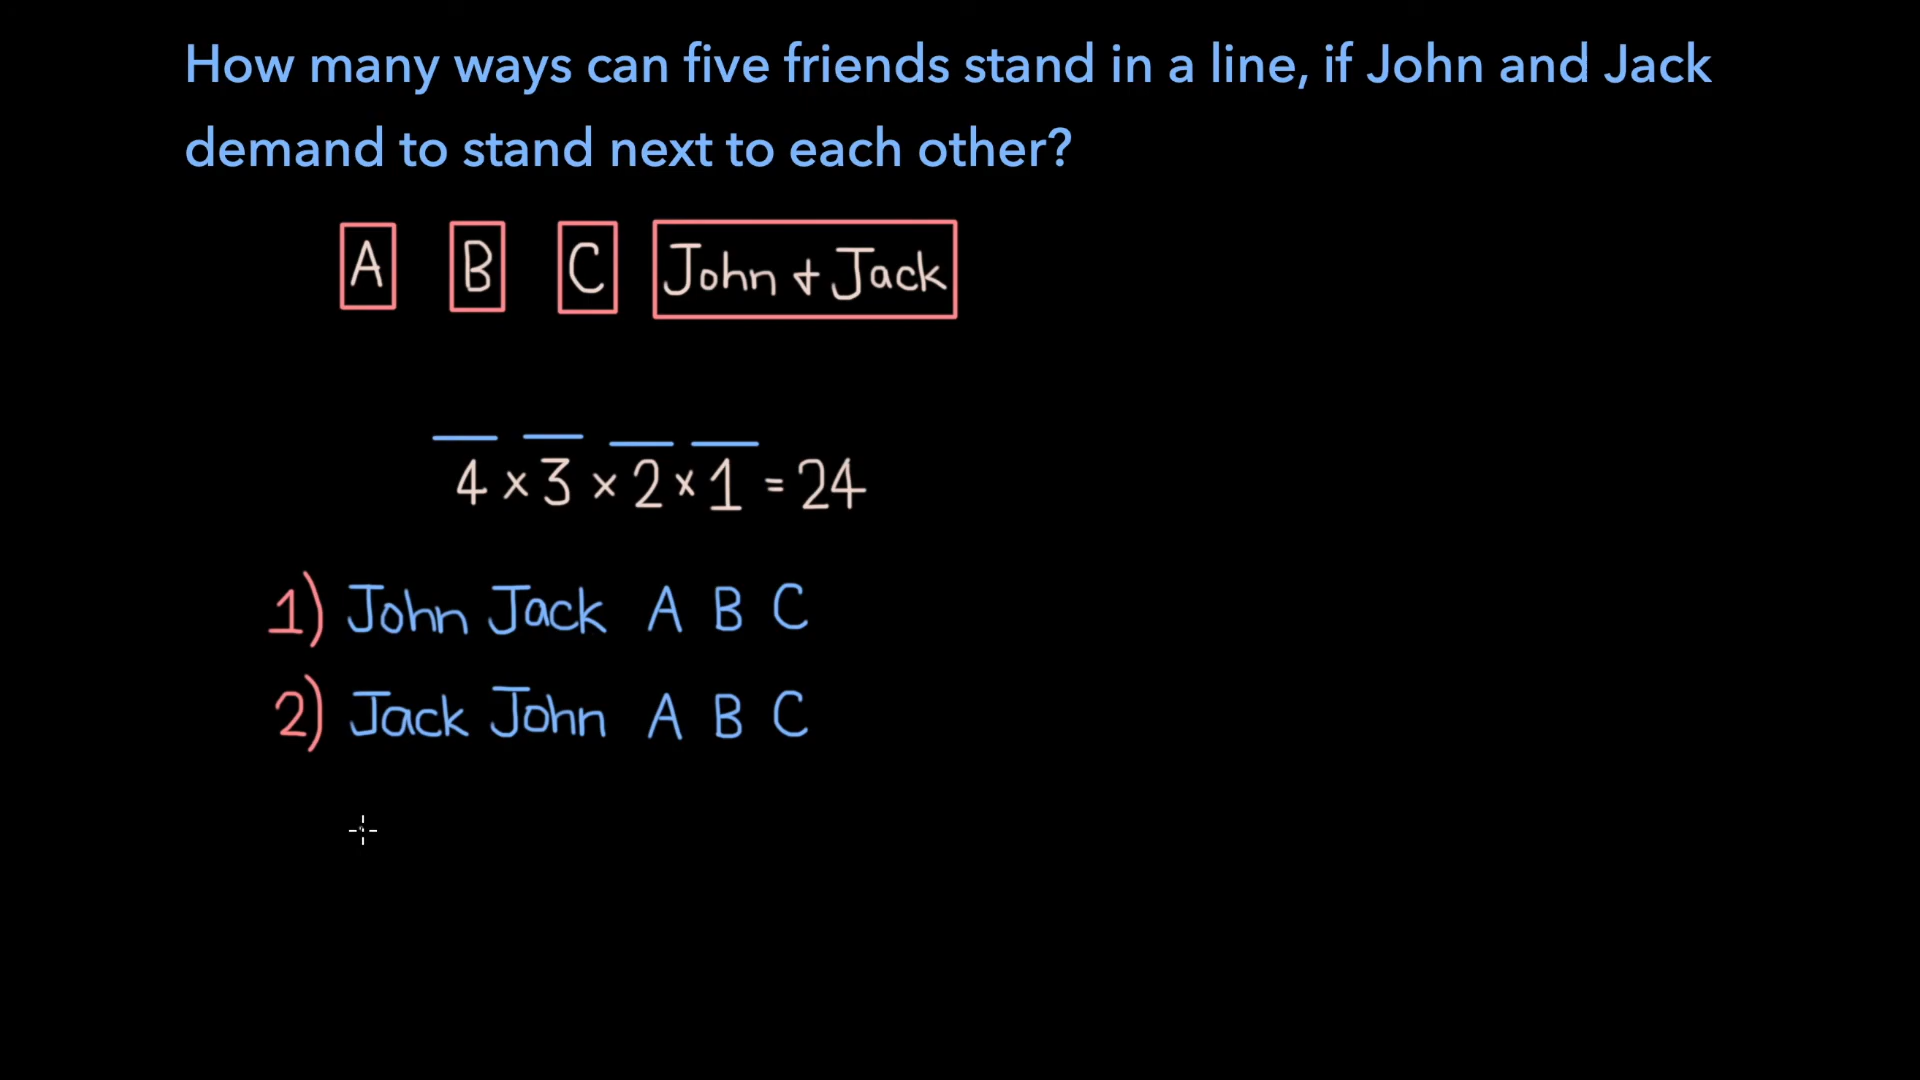 How many ways can five friends stand in a line, if John and Jack
demand to stand next to each other?
A B C John + Jack
4 × 3 × 2 × 1 = 24
1) John Jack A B C
2) Jack John A B C